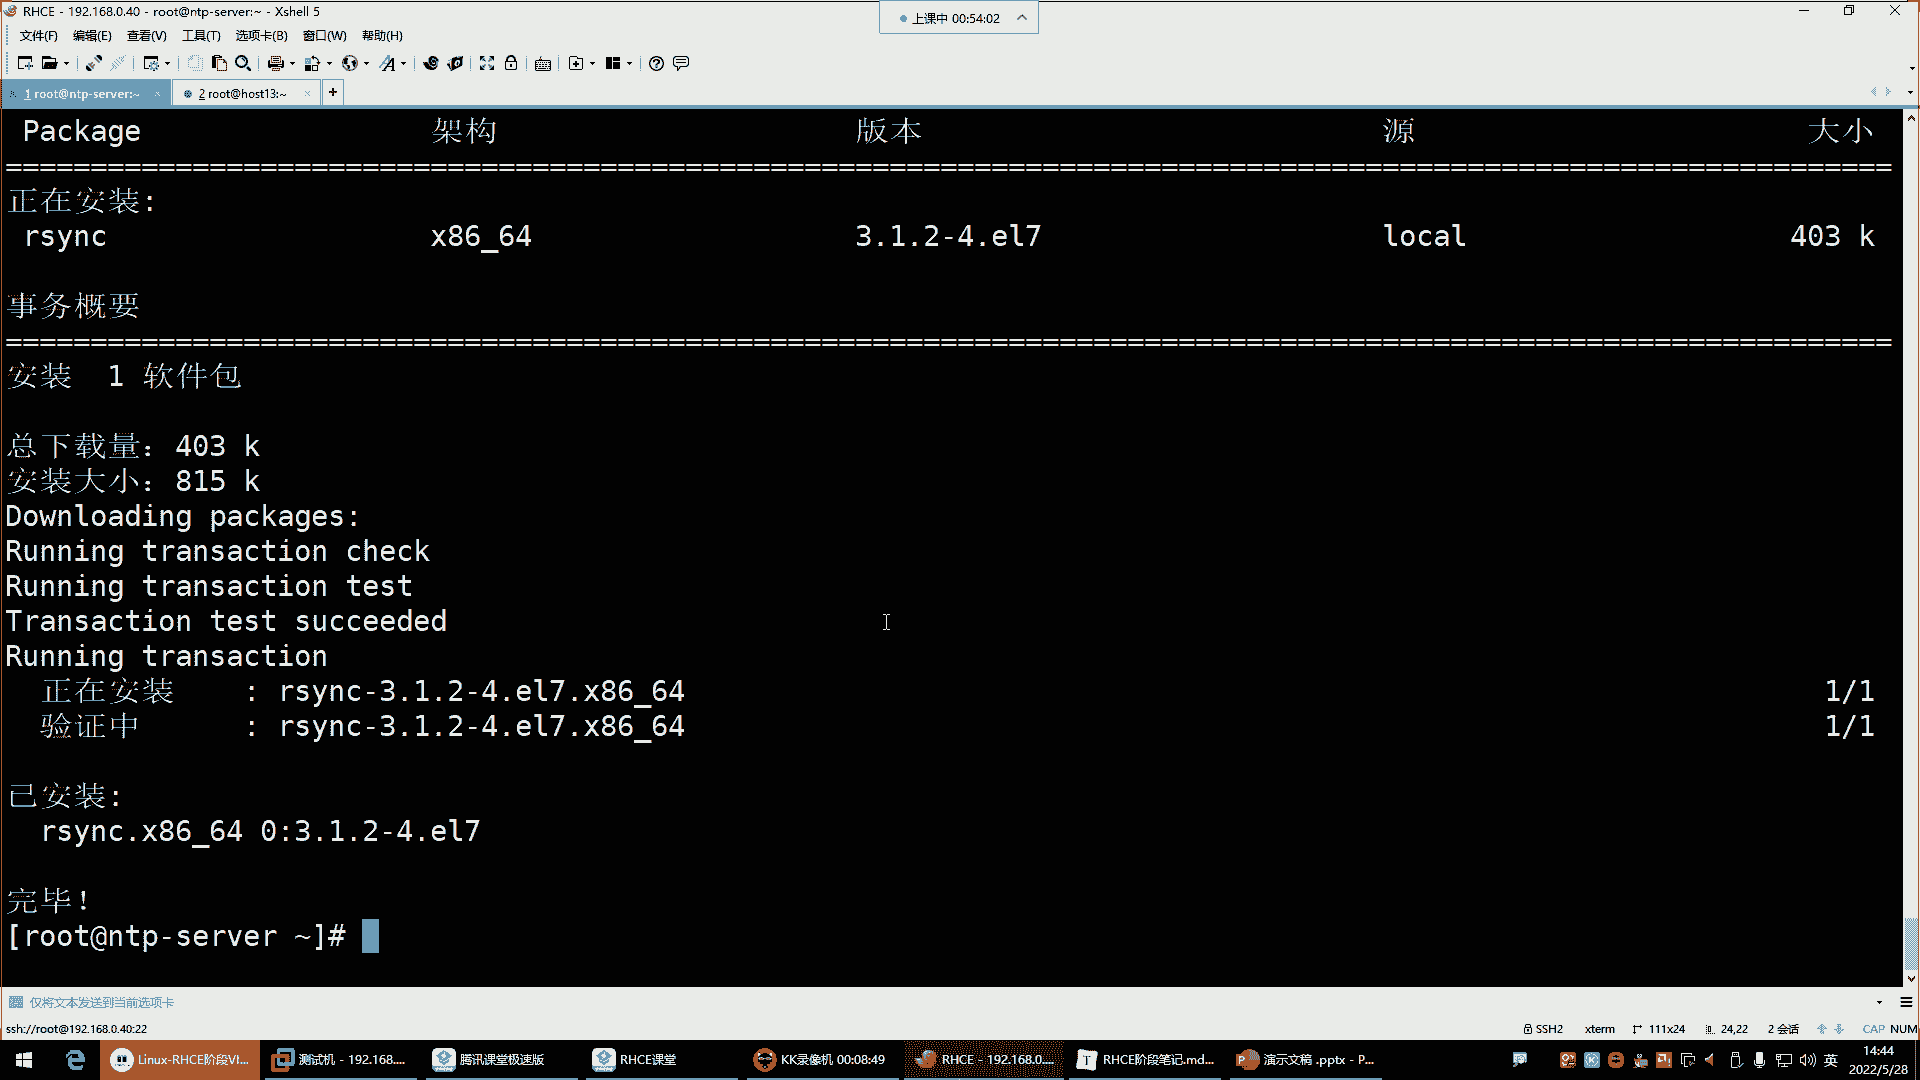 RHCE - 192.168.0.40 - root@ntp-server:~ - Xshell 5
上课中 00:54:02
文件(F) 编辑(E) 查看(V) 工具(T) 选项卡(B) 窗口(W) 帮助(H)
1 root@ntp-server:~ 2 root@host13:~
Package 架构 版本 源 大小
================================================================================================================
正在安装:
rsync x86_64 3.1.2-4.el7 local 403 k
事务概要
================================================================================================================
安装 1 软件包
总下载量：403 k
安装大小：815 k
Downloading packages:
Running transaction check
Running transaction test
Transaction test succeeded
Running transaction
正在安装 : rsync-3.1.2-4.el7.x86_64 1/1
验证中 : rsync-3.1.2-4.el7.x86_64 1/1
已安装:
rsync.x86_64 0:3.1.2-4.el7
完毕！
[root@ntp-server ~]#
仅将文本发送到当前选项卡
ssh://root@192.168.0.40:22 SSH2 xterm 111x24 24,22 2 会话 CAP NUM
Linux-RHCE阶段VI... 测试机 - 192.168.... 腾讯课堂极速版 RHCE课堂 KK录像机 00:08:49 RHCE - 192.168.0.... RHCE阶段笔记.md... 演示文稿 .pptx - P... 英 14:44
2022/5/28